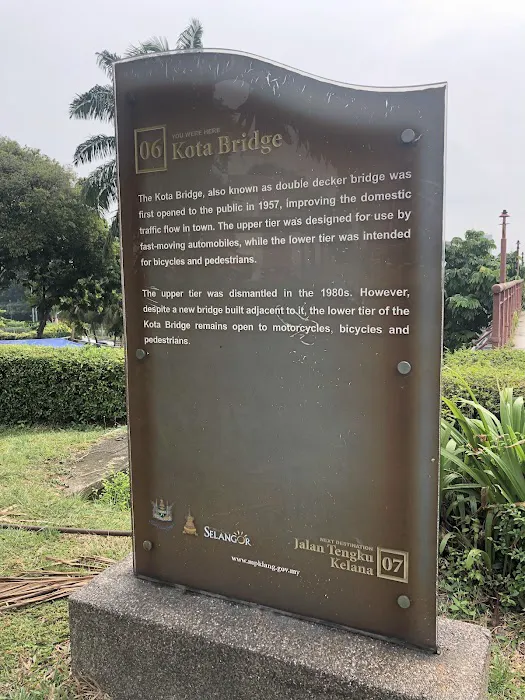 06
YOU WERE HERE
Kota Bridge
The Kota Bridge, also known as double decker bridge was
first opened to the public in 1957, improving the domestic
traffic flow in town. The upper tier was designed for use by
fast-moving automobiles, while the lower tier was intended
for bicycles and pedestrians.
The upper tier was dismantled in the 1980s. However,
despite a new bridge built adjacent to it, the lower tier of the
Kota Bridge remains open to motorcycles, bicycles and
pedestrians.
SELANGOR
www.mpklang.gov.my
NEXT DESTINATION
Jalan Tengku
Kelana
07